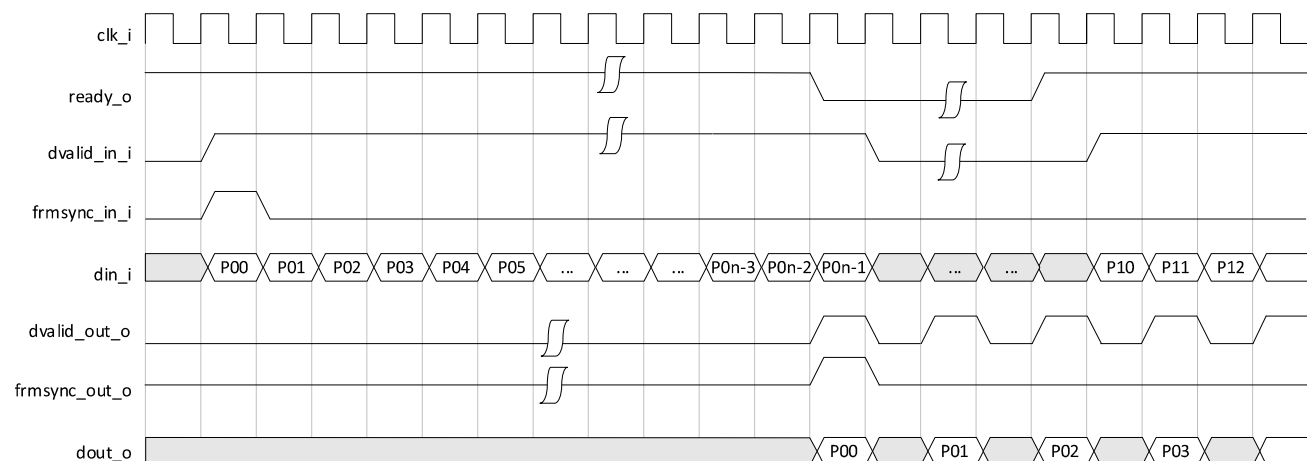 clk_i
ready_o
dvalid_in_i
frmsync_in_i
din_i P00 P01 P02 P03 P04 P05 ... ... ... P0n-3 P0n-2 P0n-1 ... ... P10 P11 P12
dvalid_out_o
frmsync_out_o
dout_o P00 P01 P02 P03